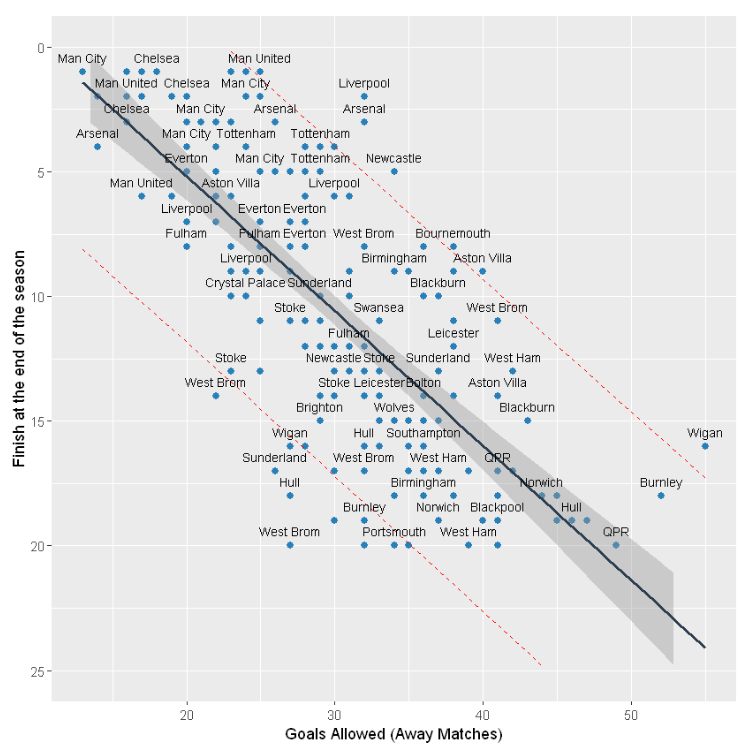 0
Man City Chelsea Man United
Man United Chelsea Man City Liverpool
Chelsea Man City Arsenal Arsenal
Arsenal Man City Tottenham Tottenham
Everton Man City Tottenham Newcastle
5
Man United Aston Villa Liverpool
Liverpool Everton Everton
Fulham Fulham Everton West Brom Bournemouth
Liverpool Birmingham Aston Villa
Crystal Palace Sunderland Blackburn
10
Stoke Swansea West Brom
Fulham Leicester
Stoke Newcastle Stoke Sunderland West Ham
West Brom Stoke Leicester Bolton Aston Villa
Brighton Wolves Blackburn
15
Wigan Hull Southampton Wigan
Sunderland West Brom West Ham QPR
Hull Birmingham Norwich Burnley
Burnley Norwich Blackpool Hull
West Brom Portsmouth West Ham QPR
20
25
20 30 40 50
Goals Allowed (Away Matches)
Finish at the end of the season